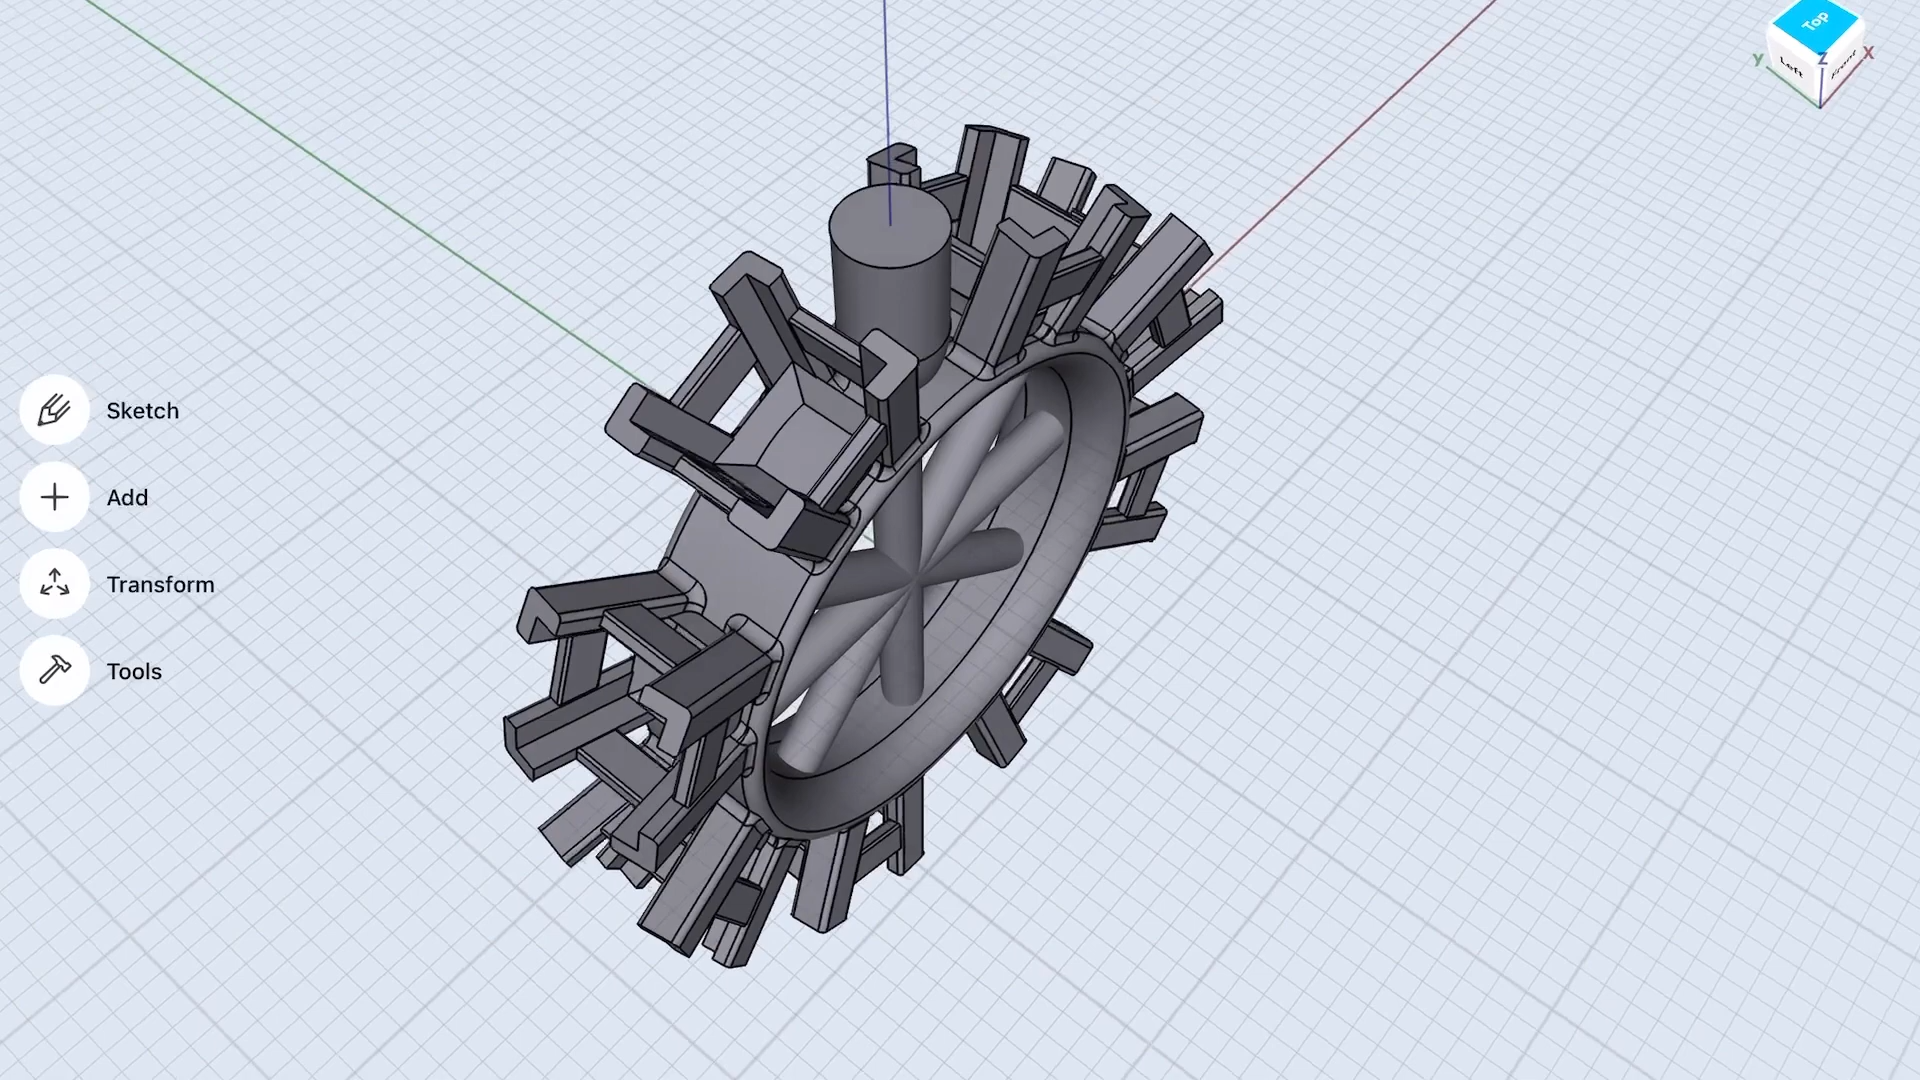 Top
Y
Left
Z
Front
X
Sketch
Add
Transform
Tools